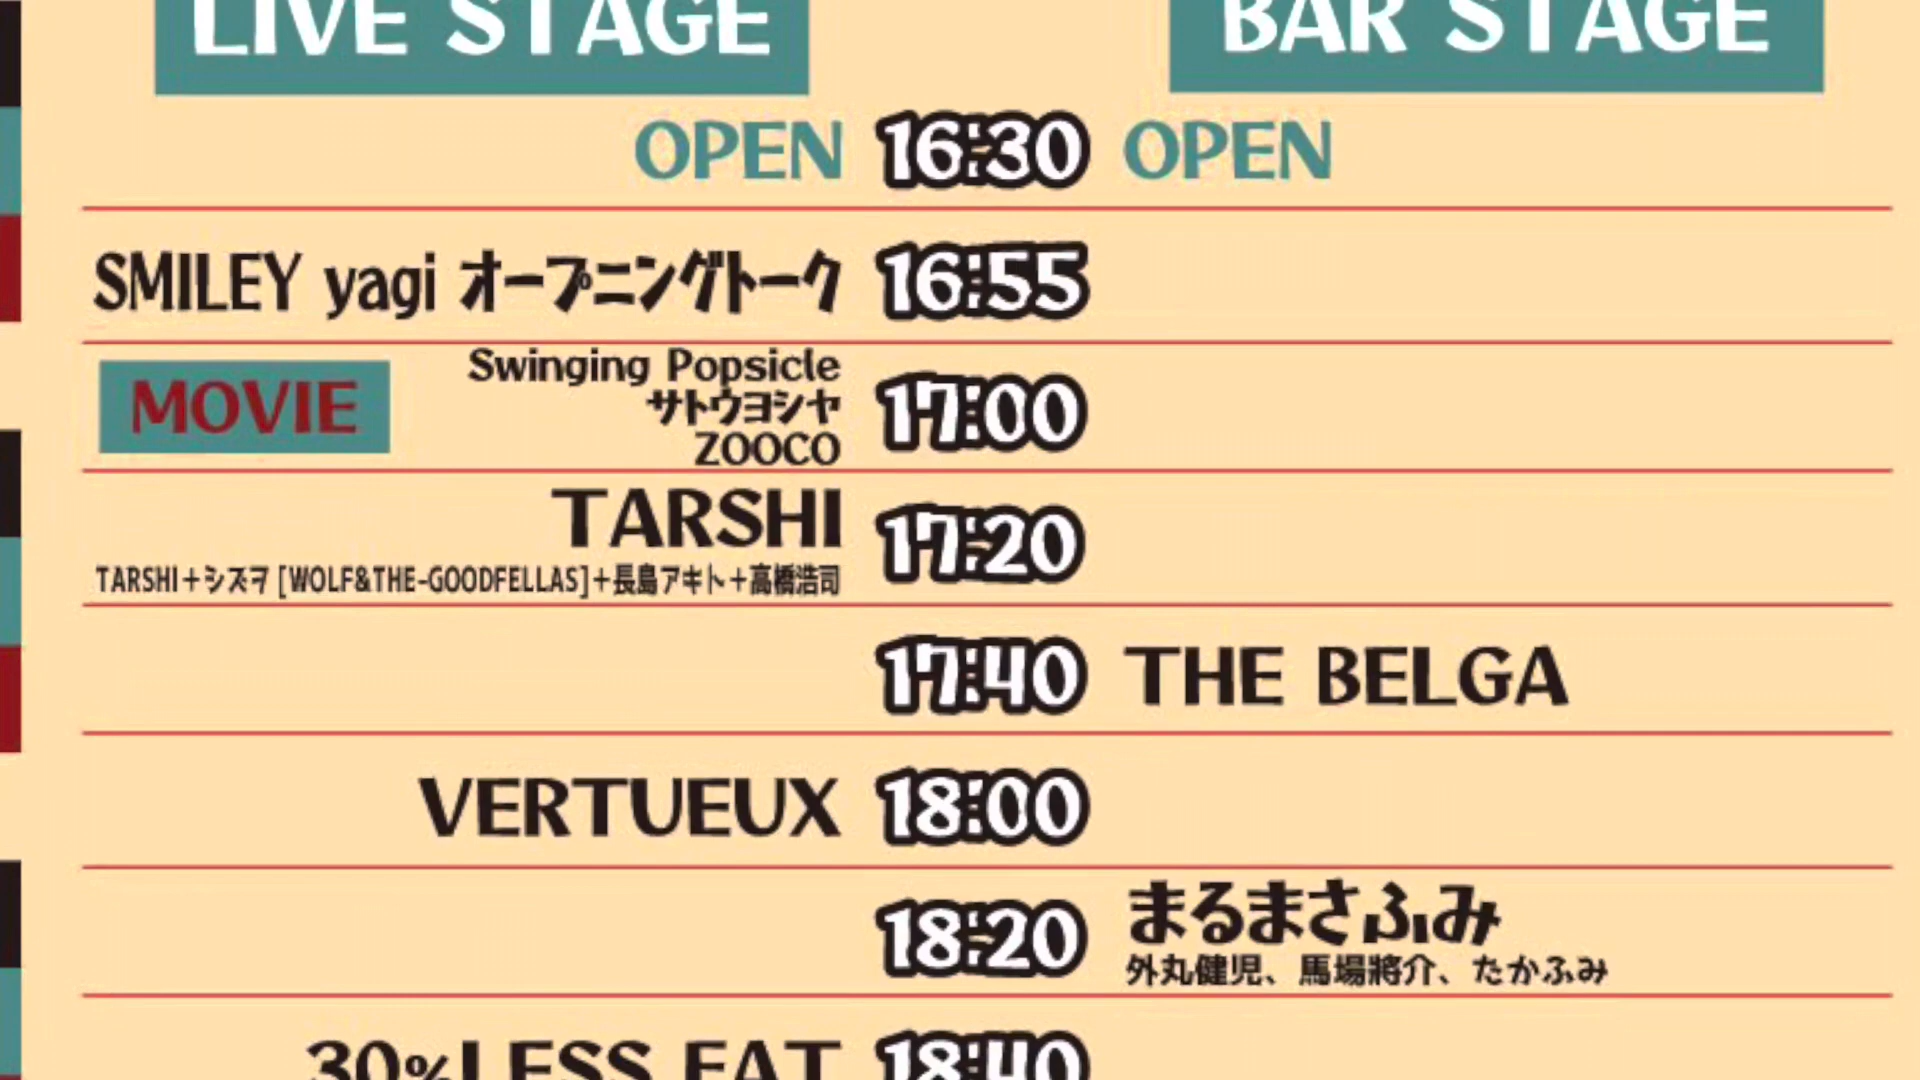 LIVE STAGE
BAR STAGE
OPEN 16:30 OPEN
SMILEY yagi オープニングトーク 16:55
MOVIE
Swinging Popsicle
サトウヨシヤ
ZOOCO
17:00
TARSHI
TARSHI+シズヲ [WOLF&THE-GOODFELLAS]+長島アキト+高橋浩司
17:20
17:40 THE BELGA
VERTUEUX 18:00
18:20
まるまさふみ
外丸健児、馬場將介、たかふみ
30%LESS FAT 18:40